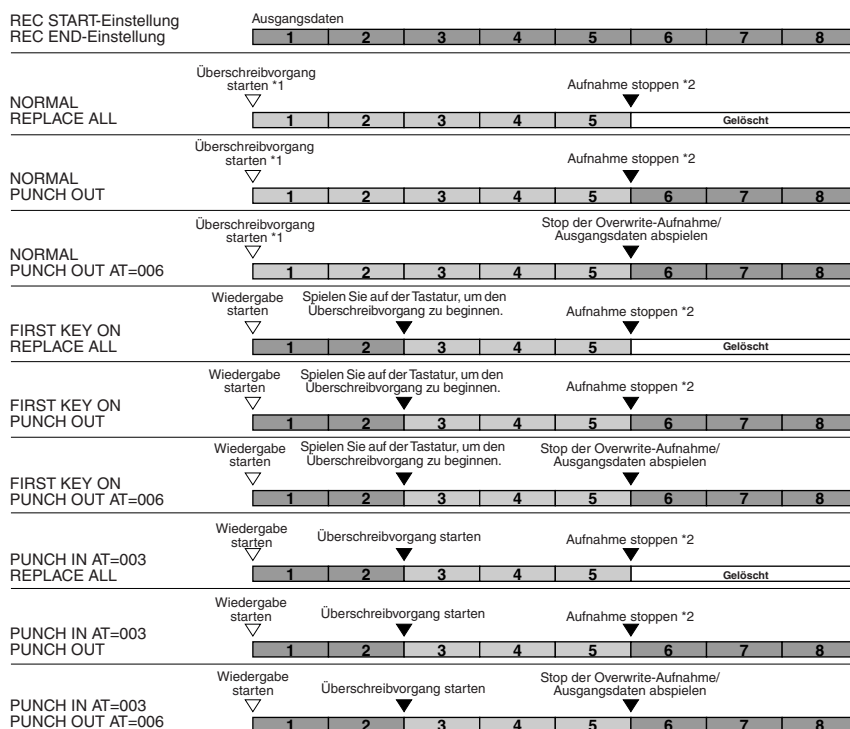 REC START-Einstellung
REC END-Einstellung
Ausgangsdaten
1 2 3 4 5 6 7 8
NORMAL
REPLACE ALL
Überschreibvorgang
starten *1
Aufnahme stoppen *2
1 2 3 4 5 Gelöscht
NORMAL
PUNCH OUT
Überschreibvorgang
starten *1
Aufnahme stoppen *2
1 2 3 4 5 6 7 8
NORMAL
PUNCH OUT AT=006
Überschreibvorgang
starten *1
Stop der Overwrite-Aufnahme/
Ausgangsdaten abspielen
1 2 3 4 5 6 7 8
FIRST KEY ON
REPLACE ALL
Wiedergabe
starten
Spielen Sie auf der Tastatur, um den
Überschreibvorgang zu beginnen.
Aufnahme stoppen *2
1 2 3 4 5 Gelöscht
FIRST KEY ON
PUNCH OUT
Wiedergabe
starten
Spielen Sie auf der Tastatur, um den
Überschreibvorgang zu beginnen.
Aufnahme stoppen *2
1 2 3 4 5 6 7 8
FIRST KEY ON
PUNCH OUT AT=006
Wiedergabe
starten
Spielen Sie auf der Tastatur, um den
Überschreibvorgang zu beginnen.
Stop der Overwrite-Aufnahme/
Ausgangsdaten abspielen
1 2 3 4 5 6 7 8
PUNCH IN AT=003
REPLACE ALL
Wiedergabe
starten
Überschreibvorgang starten
Aufnahme stoppen *2
1 2 3 4 5 Gelöscht
PUNCH IN AT=003
PUNCH OUT
Wiedergabe
starten
Überschreibvorgang starten
Aufnahme stoppen *2
1 2 3 4 5 6 7 8
PUNCH IN AT=003
PUNCH OUT AT=006
Wiedergabe
starten
Überschreibvorgang starten
Stop der Overwrite-Aufnahme/
Ausgangsdaten abspielen
1 2 3 4 5 6 7 8